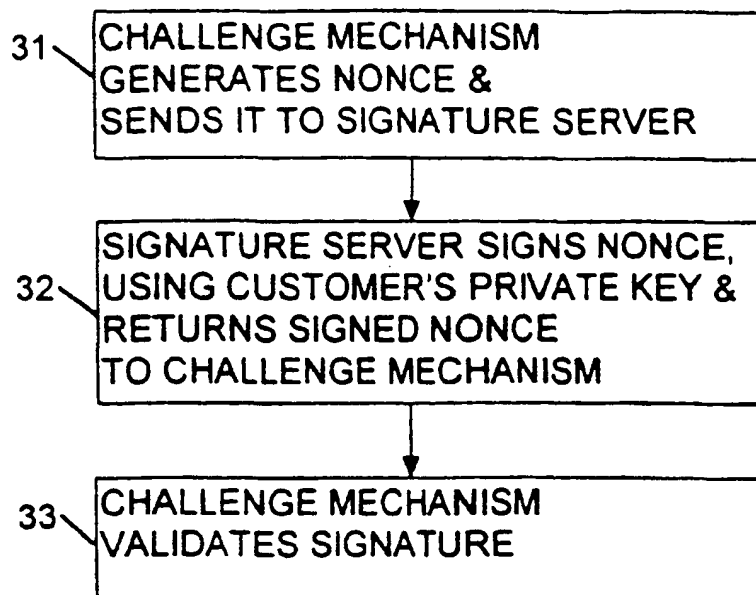 31
CHALLENGE MECHANISM
GENERATES NONCE &
SENDS IT TO SIGNATURE SERVER
32
SIGNATURE SERVER SIGNS NONCE,
USING CUSTOMER'S PRIVATE KEY &
RETURNS SIGNED NONCE
TO CHALLENGE MECHANISM
33
CHALLENGE MECHANISM
VALIDATES SIGNATURE